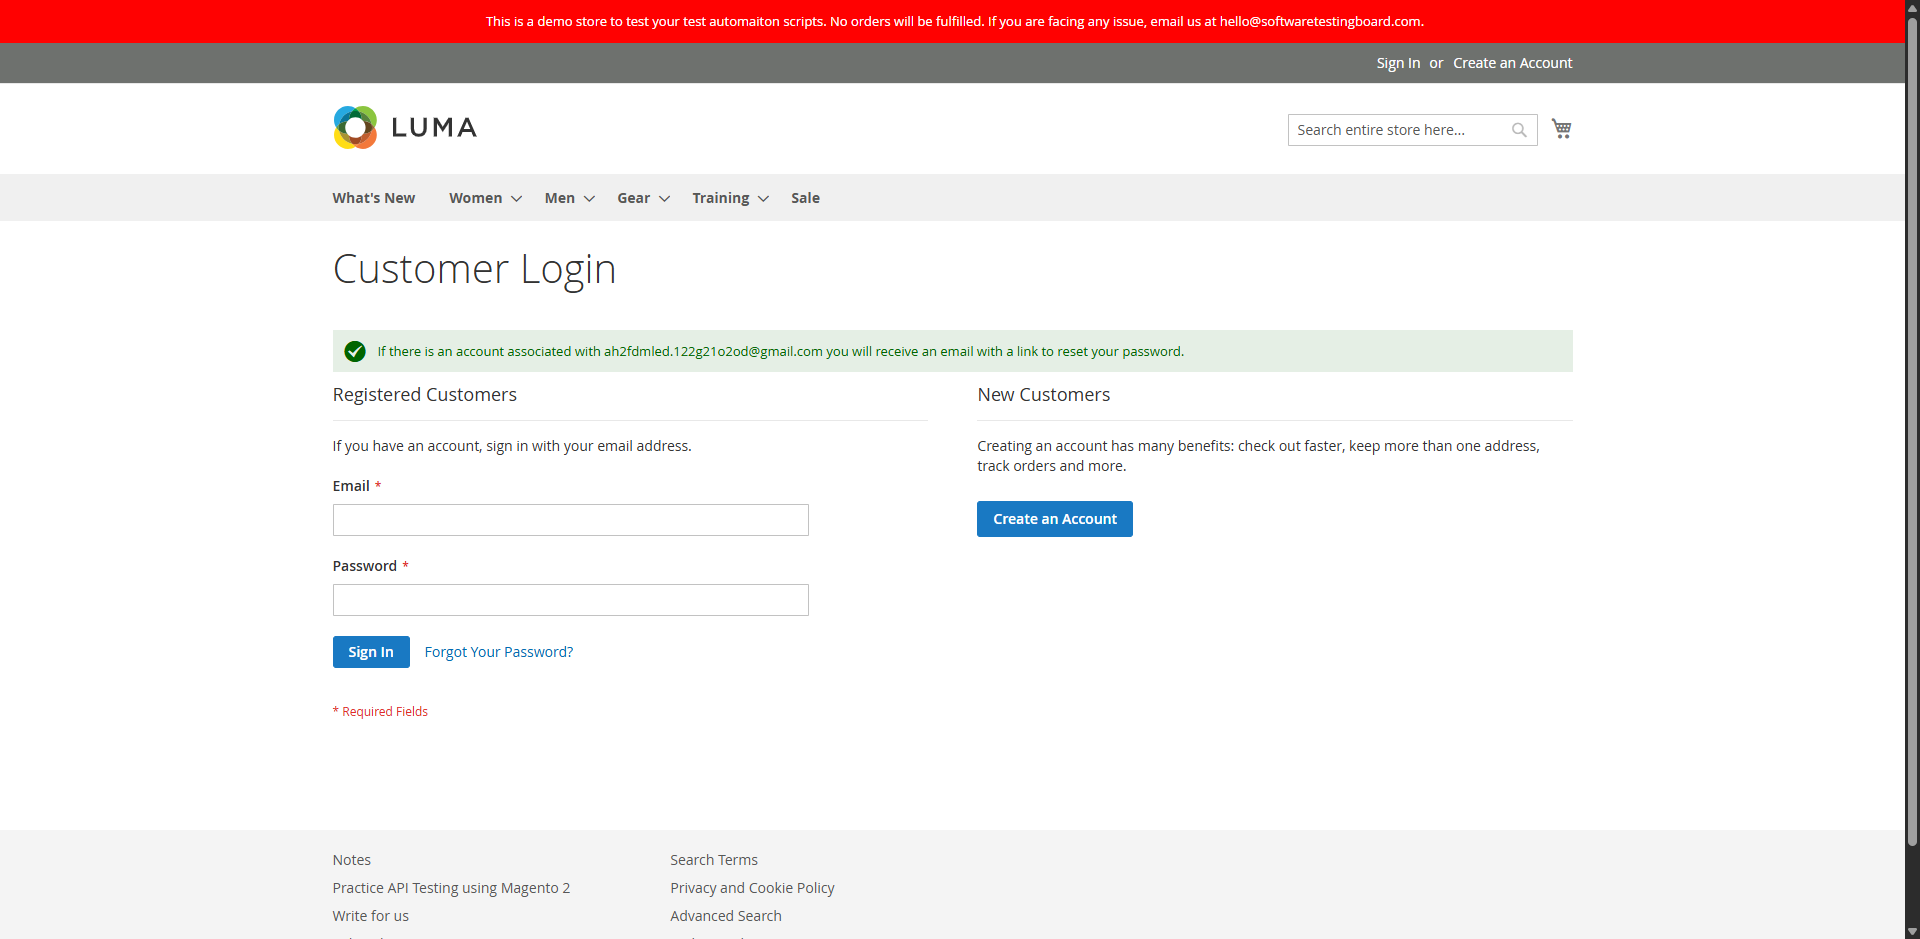 This is a demo store to test your test automaiton scripts. No orders will be fulfilled. If you are facing any issue, email us at hello@softwaretestingboard.com.
Sign In or Create an Account
LUMA
Search entire store here...
What's New Women Men Gear Training Sale
Customer Login
If there is an account associated with ah2fdmled.122g21o2od@gmail.com you will receive an email with a link to reset your password.
Registered Customers
If you have an account, sign in with your email address.
Email *
Password *
Sign In Forgot Your Password?
* Required Fields
New Customers
Creating an account has many benefits: check out faster, keep more than one address,
track orders and more.
Create an Account
Notes
Practice API Testing using Magento 2
Write for us
Search Terms
Privacy and Cookie Policy
Advanced Search